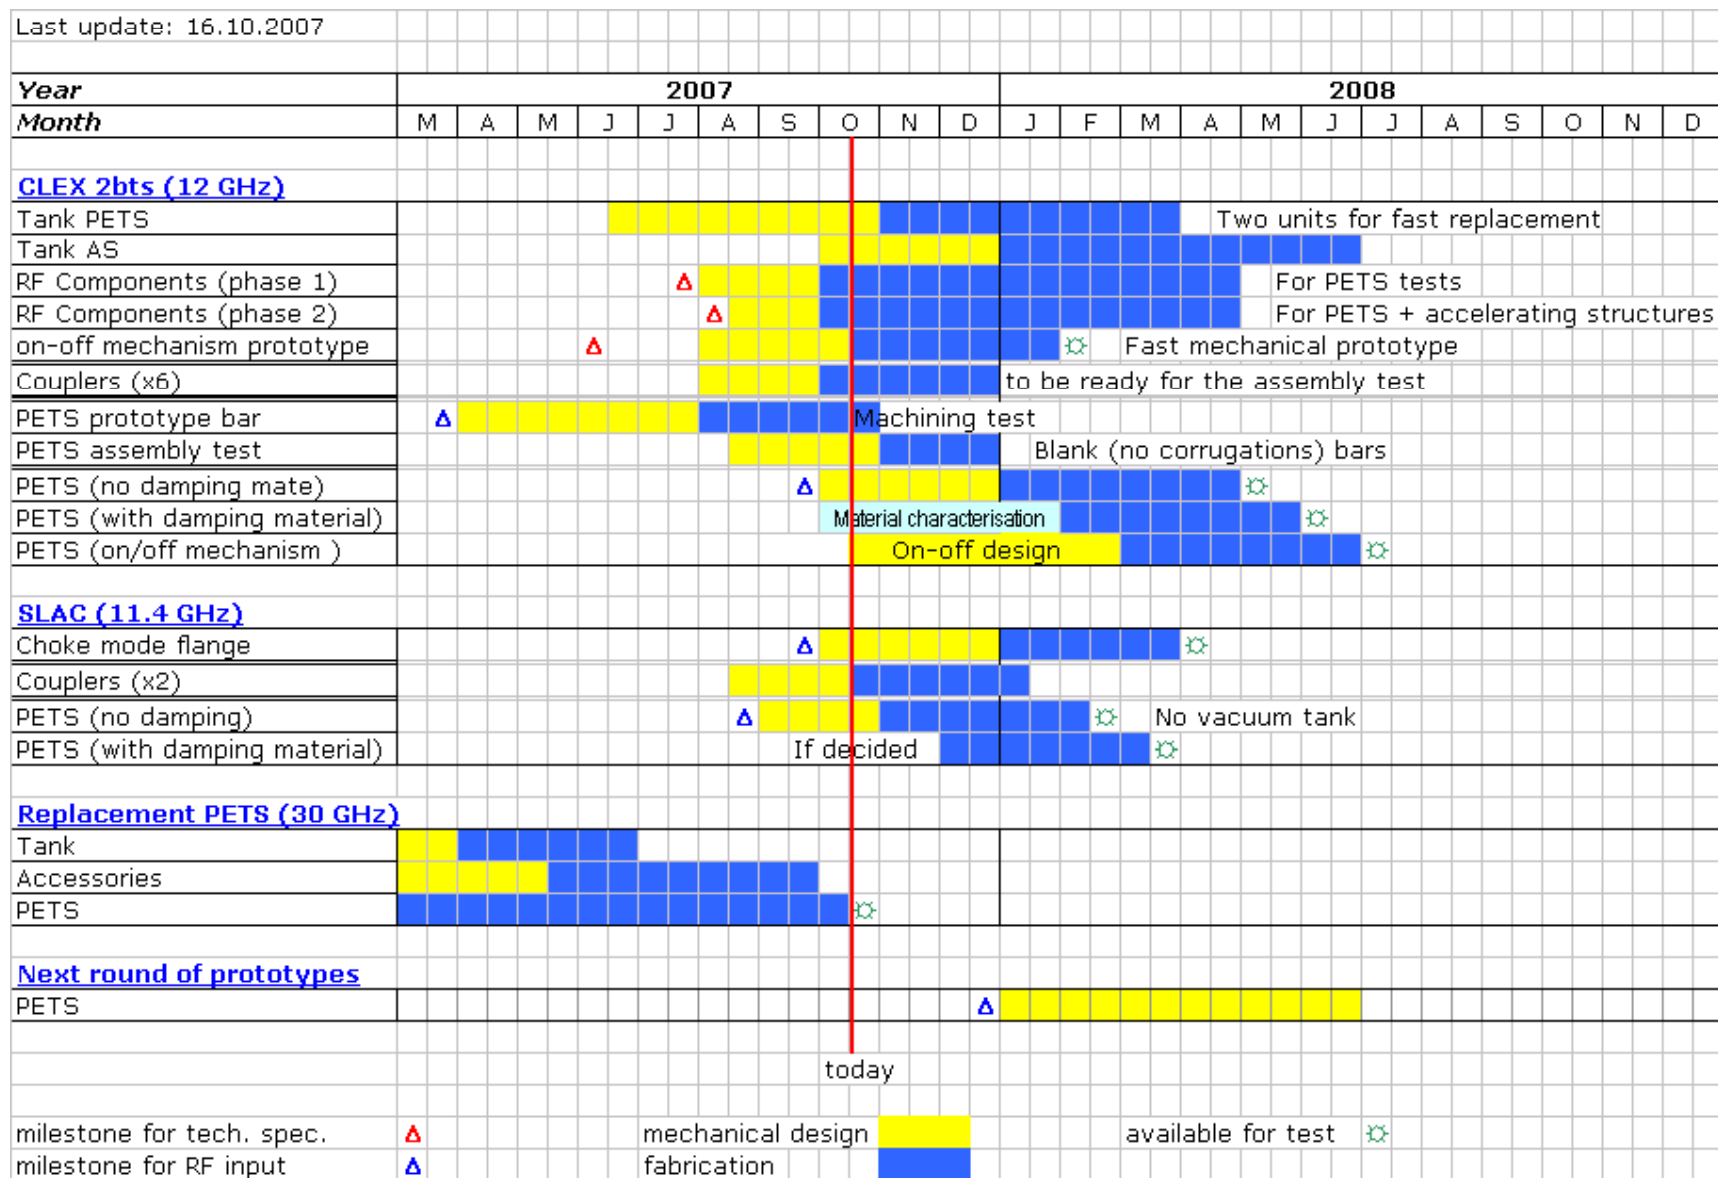 Last update: 16.10.2007
Year 2007 2008
Month M A M J J A S O N D J F M A M J J A S O N D
CLEX 2bts (12 GHz)
Tank PETS Two units for fast replacement
Tank AS
RF Components (phase 1) For PETS tests
RF Components (phase 2) For PETS + accelerating structures
on-off mechanism prototype Fast mechanical prototype
Couplers (x6) to be ready for the assembly test
PETS prototype bar Machining test
PETS assembly test Blank (no corrugations) bars
PETS (no damping mate)
PETS (with damping material) Material characterisation
PETS (on/off mechanism ) On-off design
SLAC (11.4 GHz)
Choke mode flange
Couplers (x2)
PETS (no damping) No vacuum tank
PETS (with damping material) If decided
Replacement PETS (30 GHz)
Tank
Accessories
PETS
Next round of prototypes
PETS
today
milestone for tech. spec. mechanical design available for test
milestone for RF input fabrication